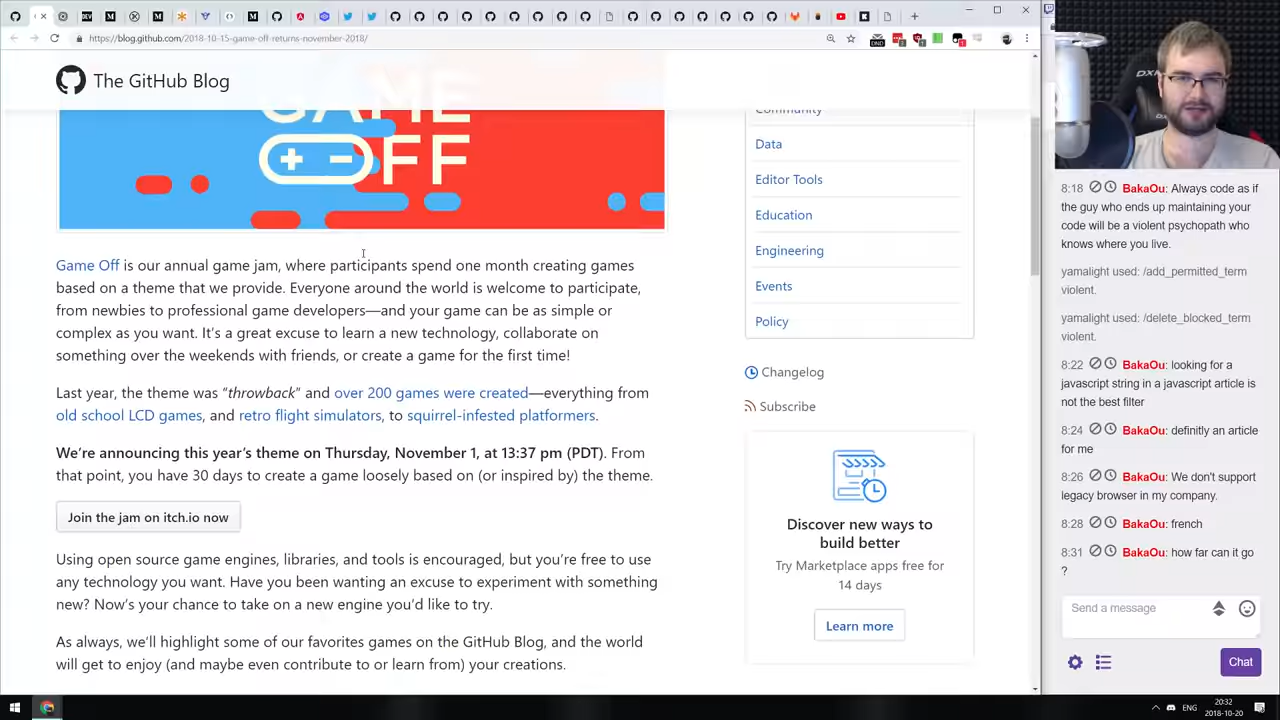 https://blog.github.com/2018-10-15-game-off-returns-november-2018/
The GitHub Blog
GAME
OFF
Game Off is our annual game jam, where participants spend one month creating games
based on a theme that we provide. Everyone around the world is welcome to participate,
from newbies to professional game developers—and your game can be as simple or
complex as you want. It's a great excuse to learn a new technology, collaborate on
something over the weekends with friends, or create a game for the first time!
Last year, the theme was "throwback" and over 200 games were created—everything from
old school LCD games, and retro flight simulators, to squirrel-infested platformers.
We're announcing this year's theme on Thursday, November 1, at 13:37 pm (PDT). From
that point, you have 30 days to create a game loosely based on (or inspired by) the theme.
Join the jam on itch.io now
Using open source game engines, libraries, and tools is encouraged, but you're free to use
any technology you want. Have you been wanting an excuse to experiment with something
new? Now's your chance to take on a new engine you'd like to try.
As always, we'll highlight some of our favorites games on the GitHub Blog, and the world
will get to enjoy (and maybe even contribute to or learn from) your creations.
Community
Data
Editor Tools
Education
Engineering
Events
Policy
Changelog
Subscribe
Discover new ways to
build better
Try Marketplace apps free for
14 days
Learn more
8:18 BakaOu: Always code as if
the guy who ends up maintaining your
code will be a violent psychopath who
knows where you live.
yamalight used: /add_permitted_term
violent.
yamalight used: /delete_blocked_term
violent.
8:22 BakaOu: looking for a
javascript string in a javascript article is
not the best filter
8:24 BakaOu: definitly an article
for me
8:26 BakaOu: We don't support
legacy browser in my company.
8:28 BakaOu: french
8:31 BakaOu: how far can it go
?
Send a message
Chat
ENG
20:32
2018-10-20